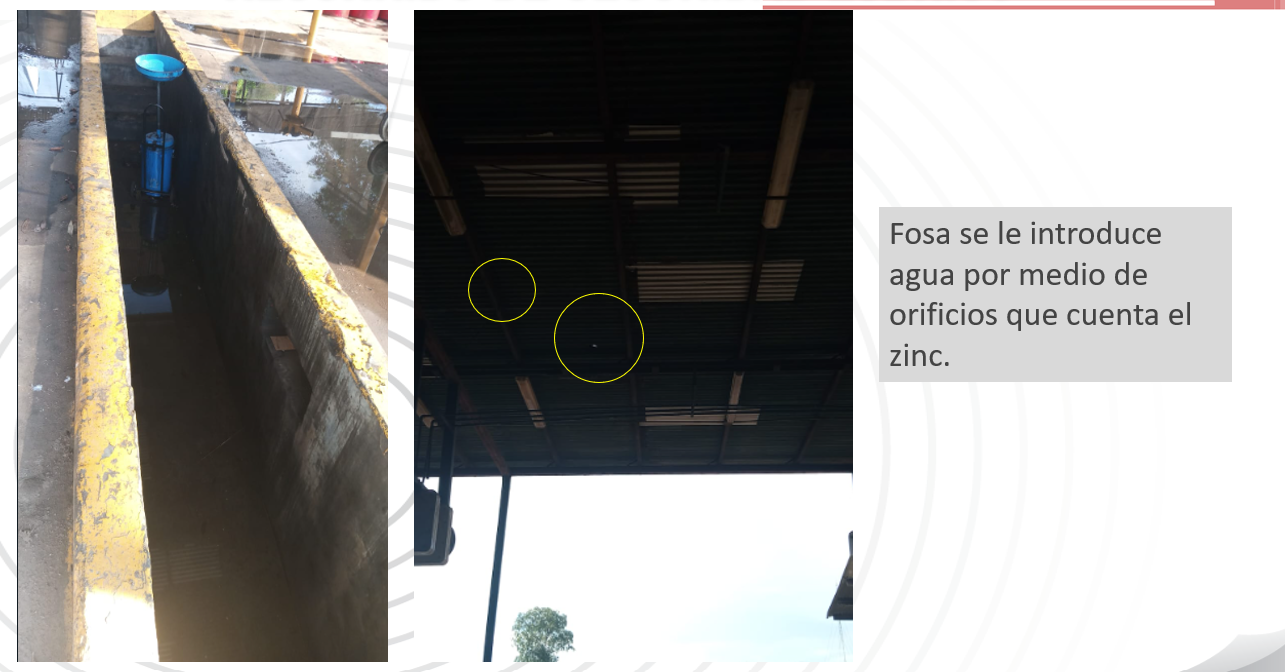 Fosa se le introduce
agua por medio de
orificios que cuenta el
zinc.